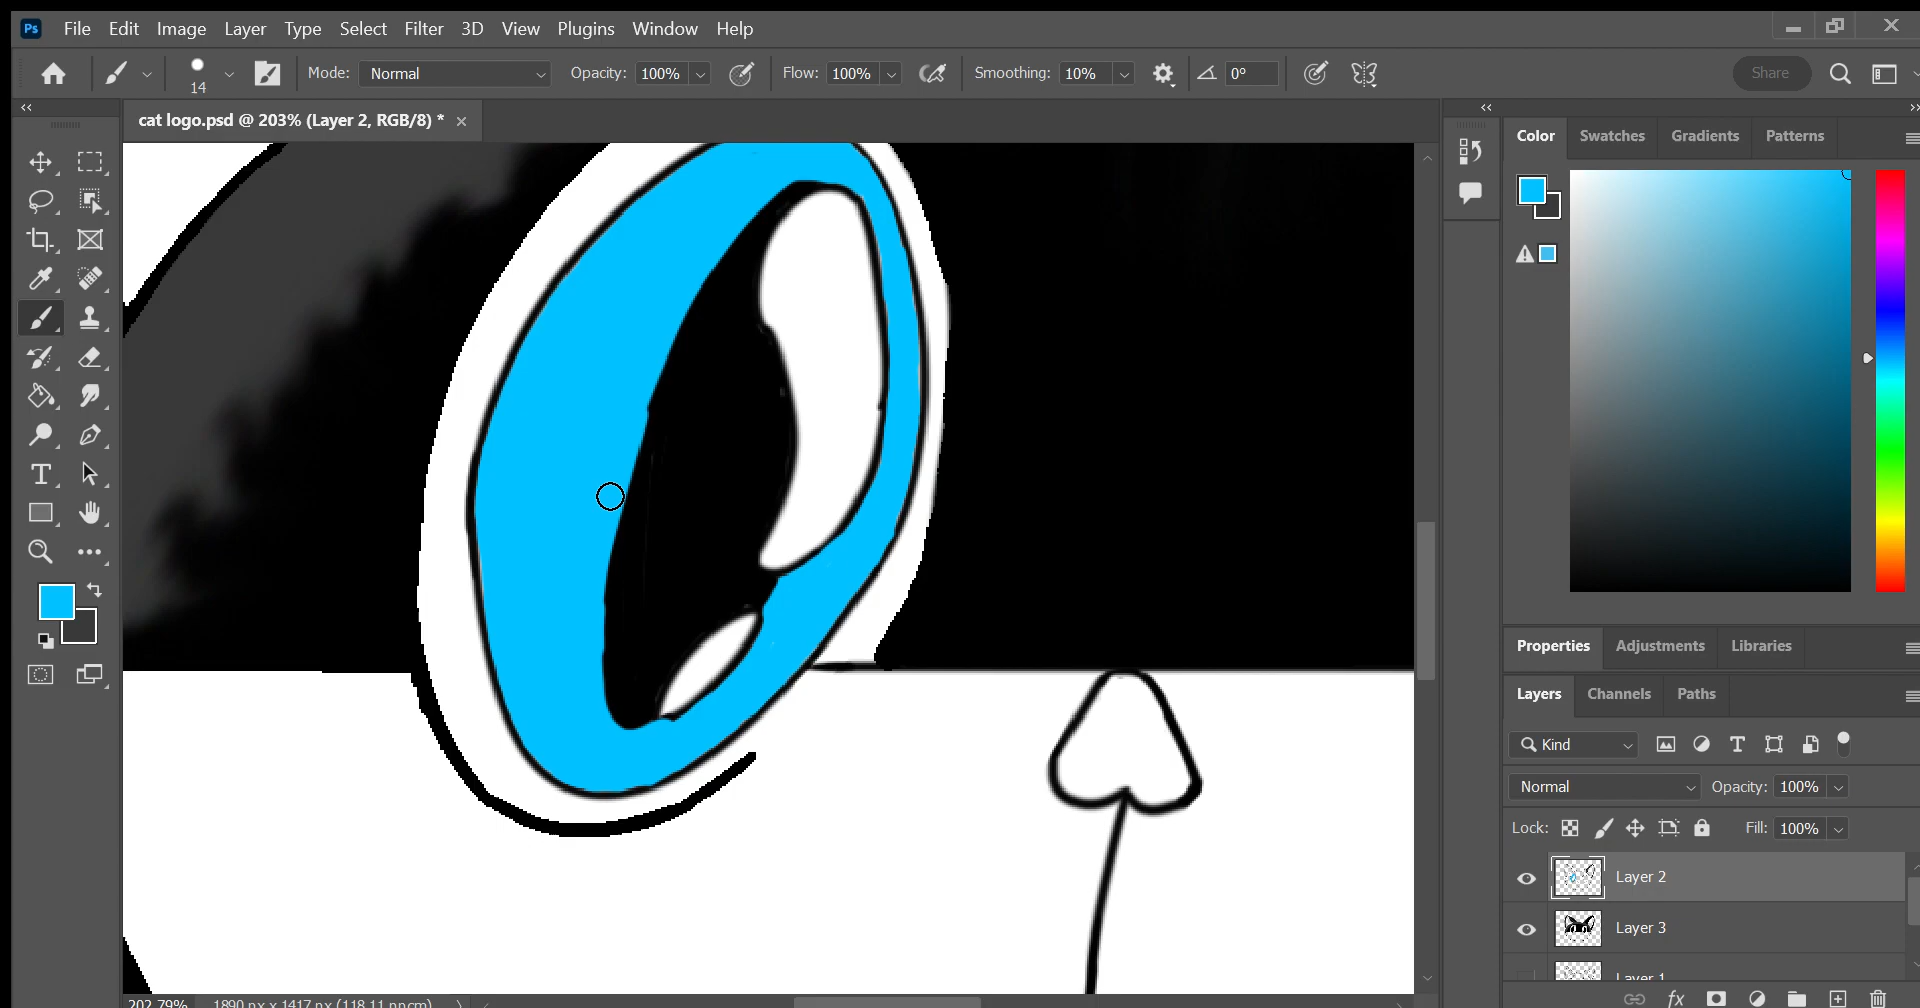 Ps File Edit Image Layer Type Select Filter 3D View Plugins Window Help
14 Mode: Normal Opacity: 100% Flow: 100% Smoothing: 10% 0° Share
cat logo.psd @ 203% (Layer 2, RGB/8) *
Color Swatches Gradients Patterns
T
Properties Adjustments Libraries
Layers Channels Paths
Kind T
Normal Opacity: 100%
Lock: Fill: 100%
Layer 2
Layer 3
Layer 1
202.79% 1890 px x 1417 px (118.11 ppcm)
fx